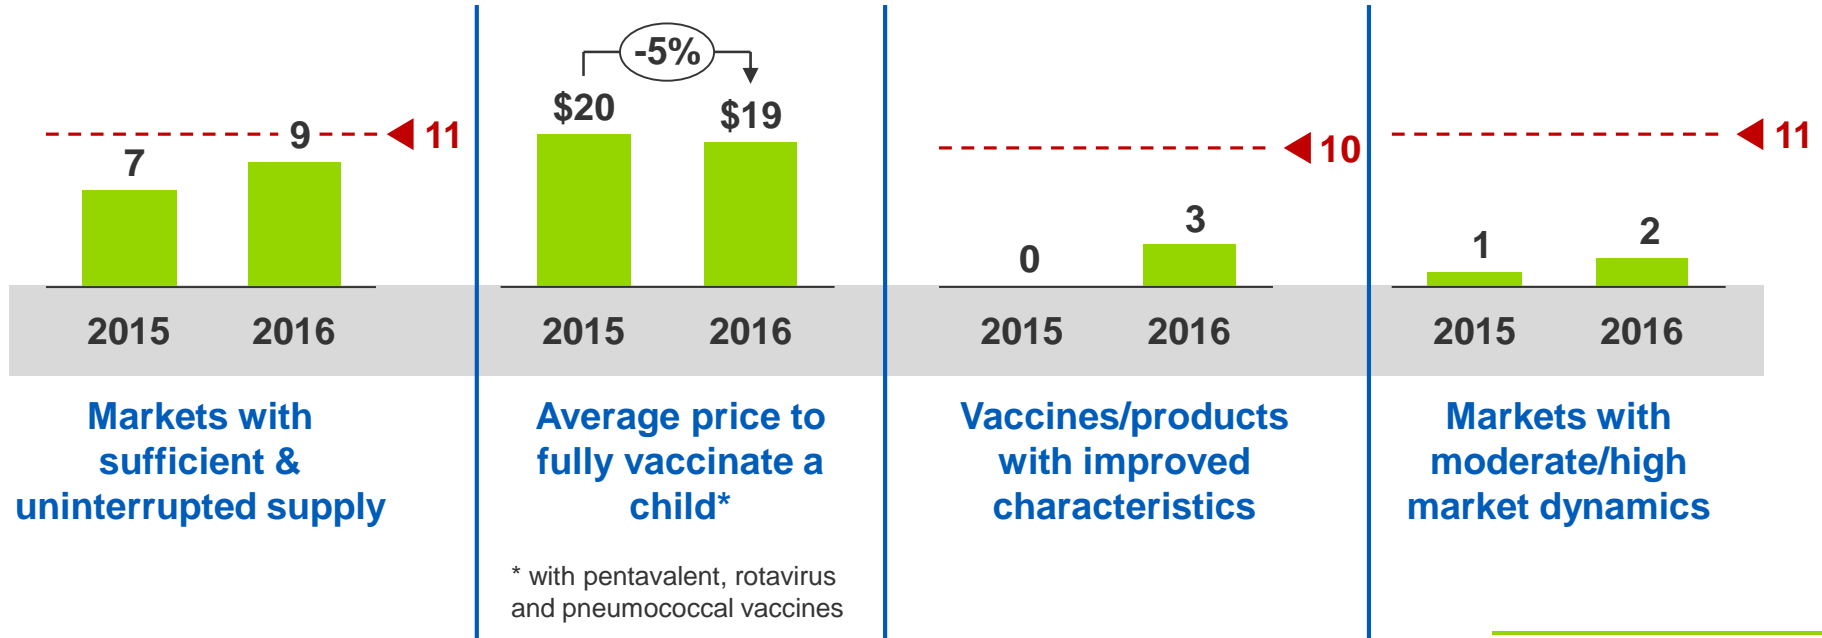 7
9
11
2015
2016
Markets with
sufficient &
uninterrupted supply
-5%
$20
$19
2015
2016
Average price to
fully vaccinate a
child*
* with pentavalent, rotavirus
and pneumococcal vaccines
10
0
3
2015
2016
Vaccines/products
with improved
characteristics
11
1
2
2015
2016
Markets with
moderate/high
market dynamics